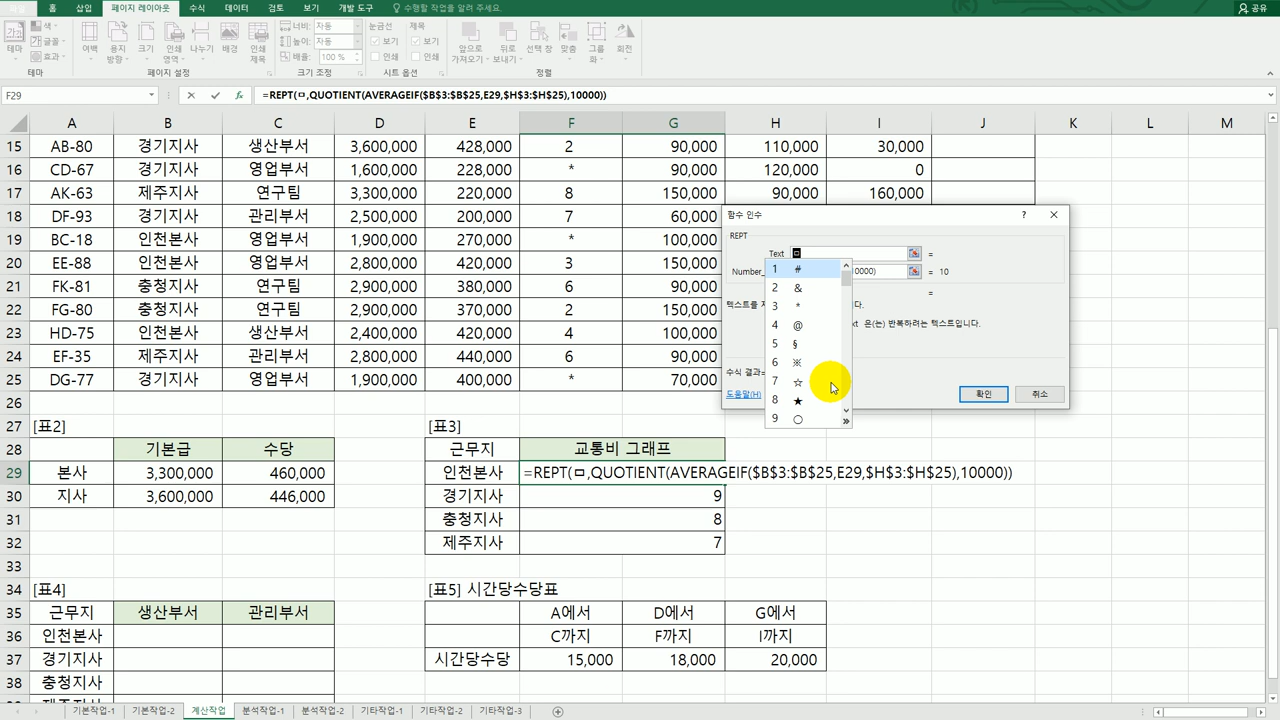 홈 삽입 페이지 레이아웃 수식 데이터 검토 보기 개발 도구 수행할 작업을 알려 주세요. 공유
색 너비: 자동 눈금선 제목
가가 글꼴 높이: 자동 보기 보기
테마 효과 여백 용지 방향 크기 인쇄 영역 나누기 배경 인쇄 제목 배율: 100 % 인쇄 인쇄 앞으로 가져오기 뒤로 보내기 선택 창 맞춤 그룹화 회전
테마 페이지 설정 크기 조정 시트 옵션 정렬
F29 fx =REPT(ㅁ,QUOTIENT(AVERAGEIF($B$3:$B$25,E29,$H$3:$H$25),10000))
A B C D E F G H I J K L M
15 AB-80 경기지사 생산부서 3,600,000 428,000 2 90,000 110,000 30,000
16 CD-67 경기지사 영업부서 1,600,000 228,000 * 90,000 120,000 0
17 AK-63 제주지사 연구팀 3,300,000 220,000 8 150,000 90,000 160,000
18 DF-93 경기지사 관리부서 2,500,000 200,000 7 60,000
19 BC-18 인천본사 영업부서 1,900,000 270,000 * 100,000
20 EE-88 인천본사 영업부서 2,800,000 420,000 3 150,000
21 FK-81 충청지사 연구팀 2,900,000 380,000 6 90,000
22 FG-80 충청지사 연구팀 2,900,000 370,000 2 150,000
23 HD-75 인천본사 생산부서 2,400,000 420,000 4 100,000
24 EF-35 제주지사 관리부서 2,800,000 440,000 6 90,000
25 DG-77 경기지사 영업부서 1,900,000 400,000 * 70,000
함수 인수 ?
REPT
Text ㅁ =
Number_ 0000) = 10
=
텍스트를 지 니다.
xt 은(는) 반복하려는 텍스트입니다.
수식 결과=
도움말(H) 확인 취소
1 #
2 &
3 *
4 @
5 §
6 ※
7 ☆
8 ★
9 ○
26
27 [표2] [표3]
28 기본급 수당 근무지 교통비 그래프
29 본사 3,300,000 460,000 인천본사 =REPT(ㅁ,QUOTIENT(AVERAGEIF($B$3:$B$25,E29,$H$3:$H$25),10000))
30 지사 3,600,000 446,000 경기지사 9
31 충청지사 8
32 제주지사 7
33
34 [표4] [표5] 시간당수당표
35 근무지 생산부서 관리부서 A에서 D에서 G에서
36 인천본사 C까지 F까지 I까지
37 경기지사 시간당수당 15,000 18,000 20,000
38 충청지사
기본작업-1 기본작업-2 계산작업 분석작업-1 분석작업-2 기타작업-1 기타작업-2 기타작업-3